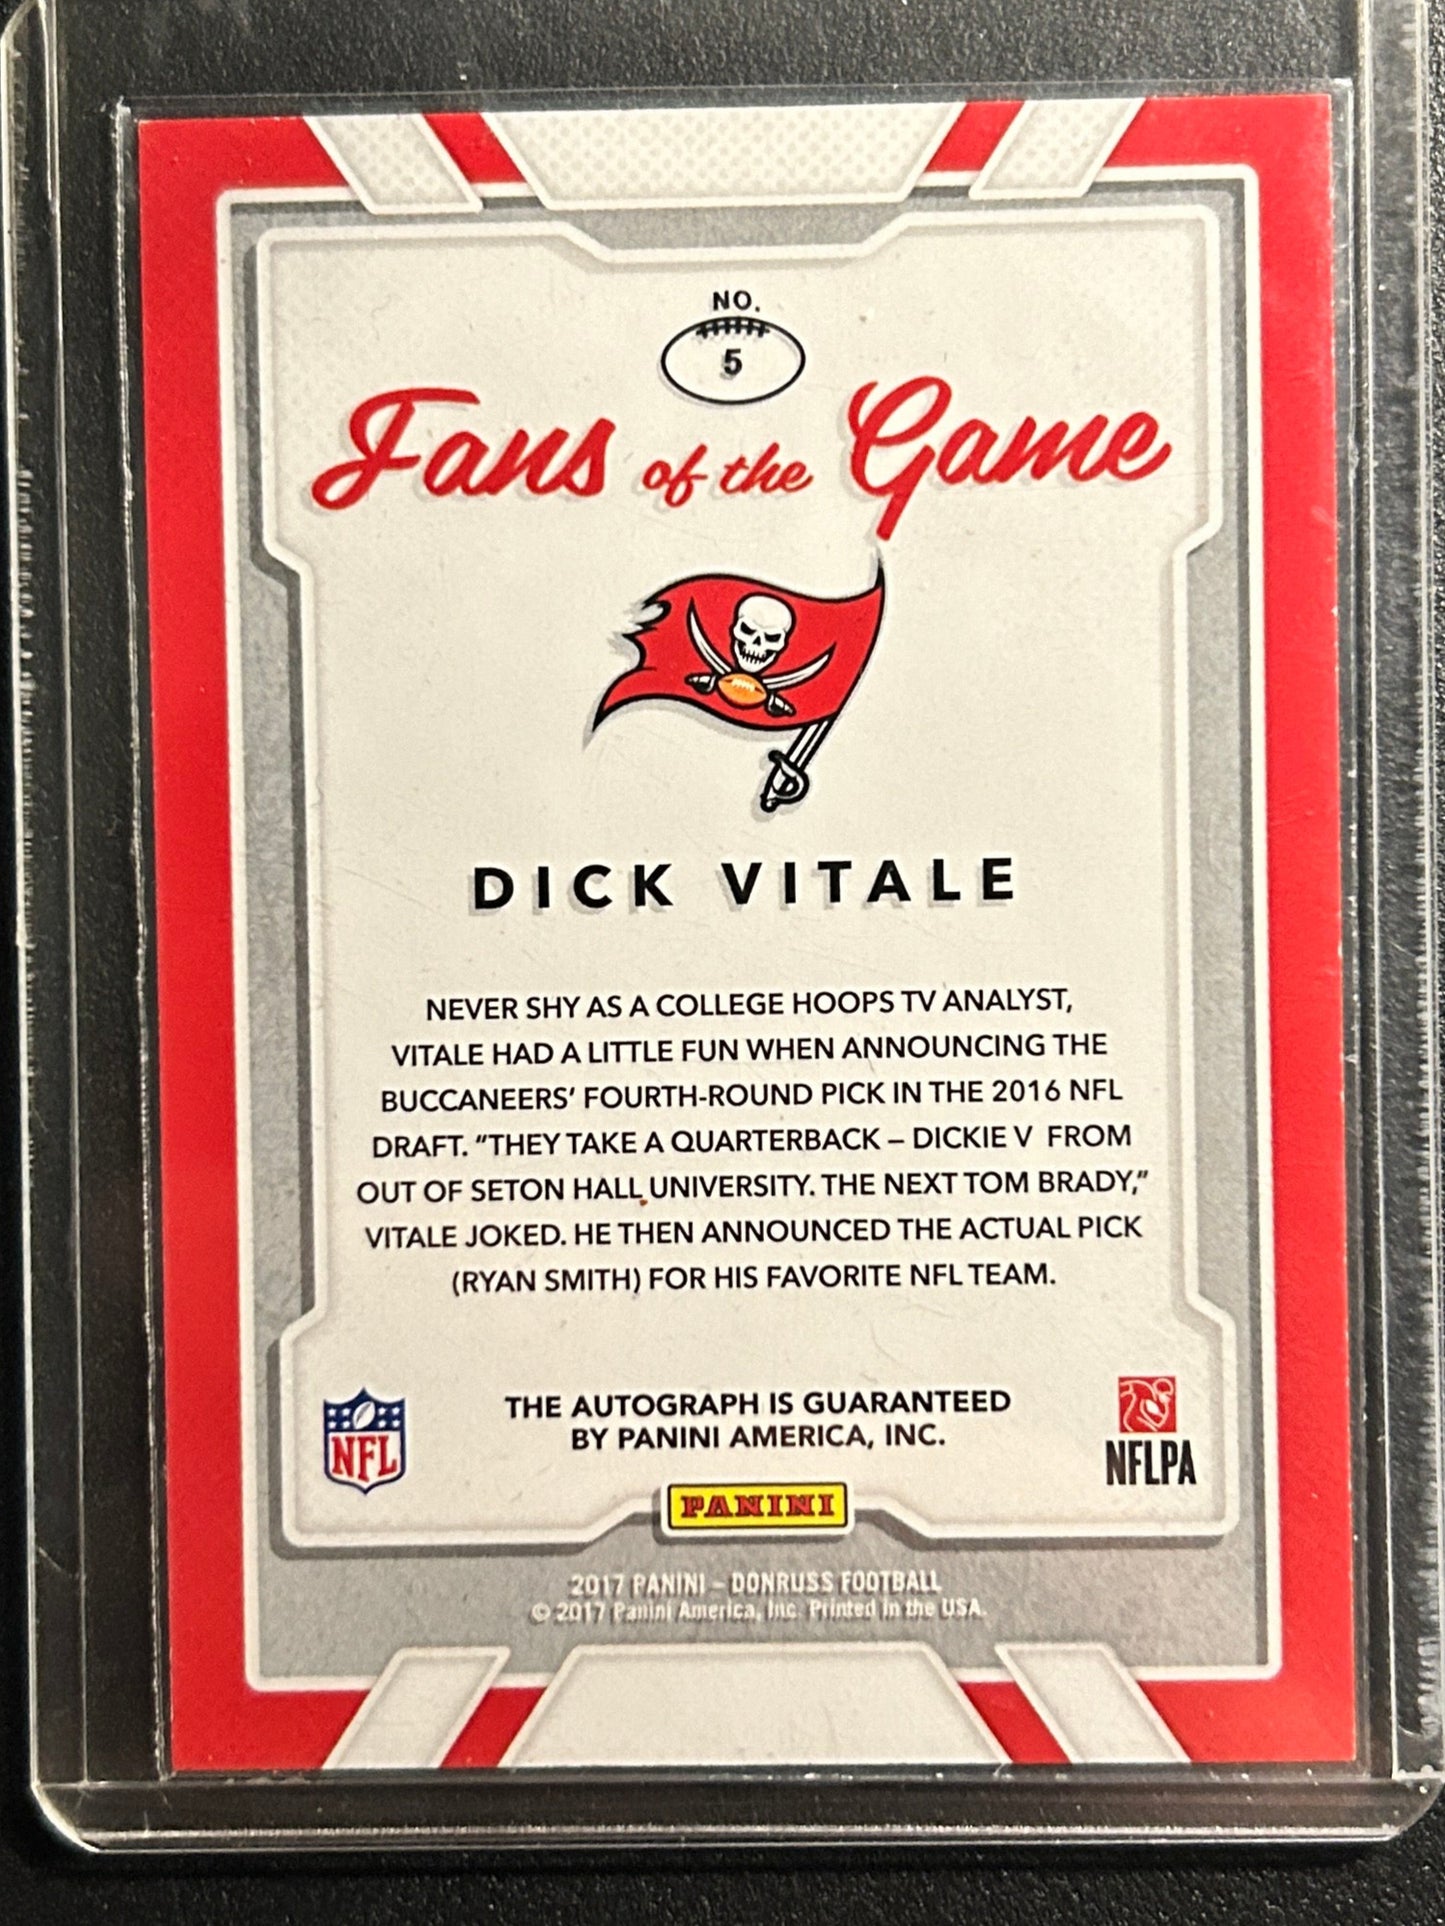 NO.
5
Fans of the Game
DICK VITALE
NEVER SHY AS A COLLEGE HOOPS TV ANALYST,
VITALE HAD A LITTLE FUN WHEN ANNOUNCING THE
BUCCANEERS' FOURTH-ROUND PICK IN THE 2016 NFL
DRAFT. "THEY TAKE A QUARTERBACK – DICKIE V FROM
OUT OF SETON HALL UNIVERSITY. THE NEXT TOM BRADY,"
VITALE JOKED. HE THEN ANNOUNCED THE ACTUAL PICK
(RYAN SMITH) FOR HIS FAVORITE NFL TEAM.
THE AUTOGRAPH IS GUARANTEED
BY PANINI AMERICA, INC.
NFL
NFLPA
PANINI
2017 PANINI – DONRUSS FOOTBALL
© 2017 Panini America, Inc. Printed in the USA.